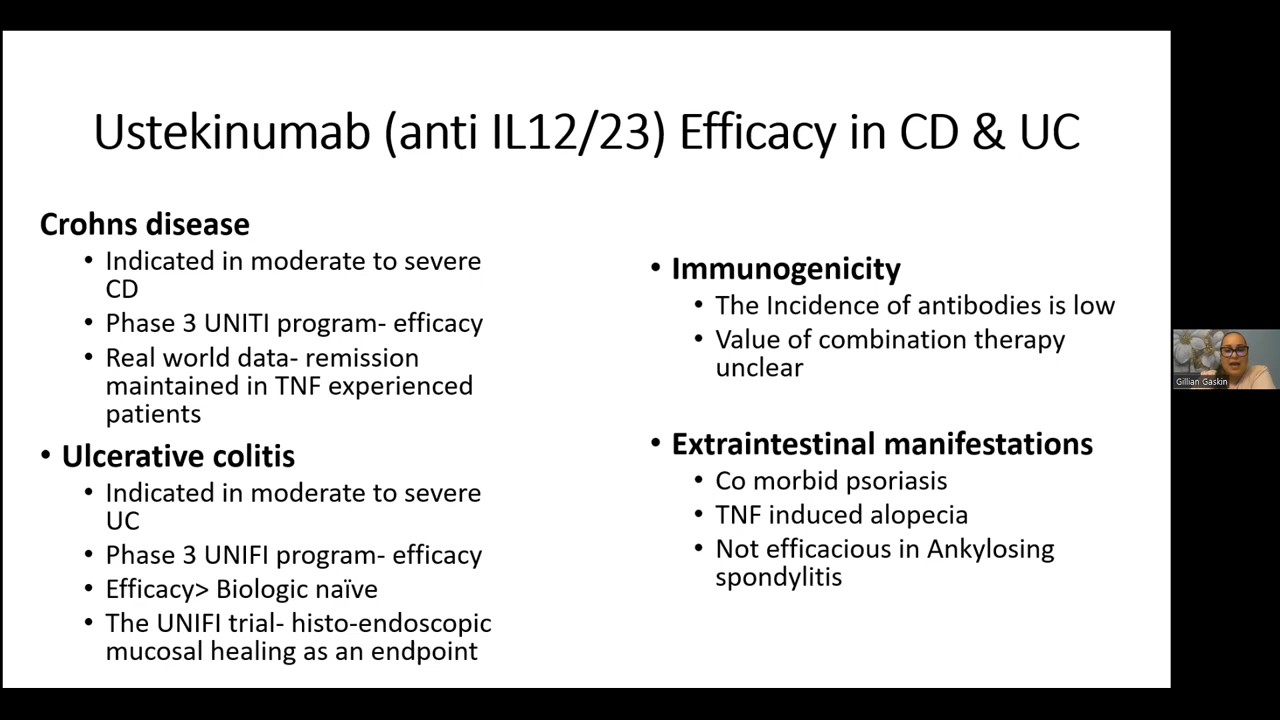 Ustekinumab (anti IL12/23) Efficacy in CD & UC
Crohns disease
• Indicated in moderate to severe
CD
• Phase 3 UNITI program- efficacy
• Real world data- remission
maintained in TNF experienced
patients
• Ulcerative colitis
• Indicated in moderate to severe
UC
• Phase 3 UNIFI program- efficacy
• Efficacy> Biologic naïve
• The UNIFI trial- histo-endoscopic
mucosal healing as an endpoint
• Immunogenicity
• The Incidence of antibodies is low
• Value of combination therapy
unclear
• Extraintestinal manifestations
• Co morbid psoriasis
• TNF induced alopecia
• Not efficacious in Ankylosing
spondylitis
Gillian Gaskin